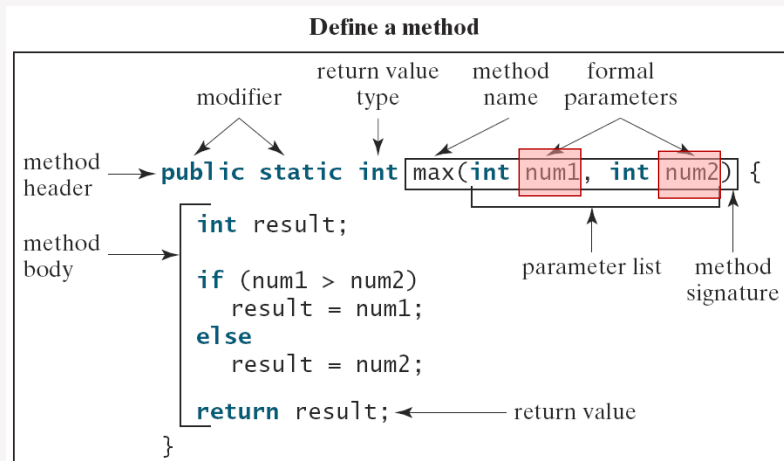 Define a method
return value type
method name
formal parameters
modifier
method header
public static int max(int num1, int num2) {
method body
int result;
parameter list
method signature
if (num1 > num2)
result = num1;
else
result = num2;
return result;
return value
}